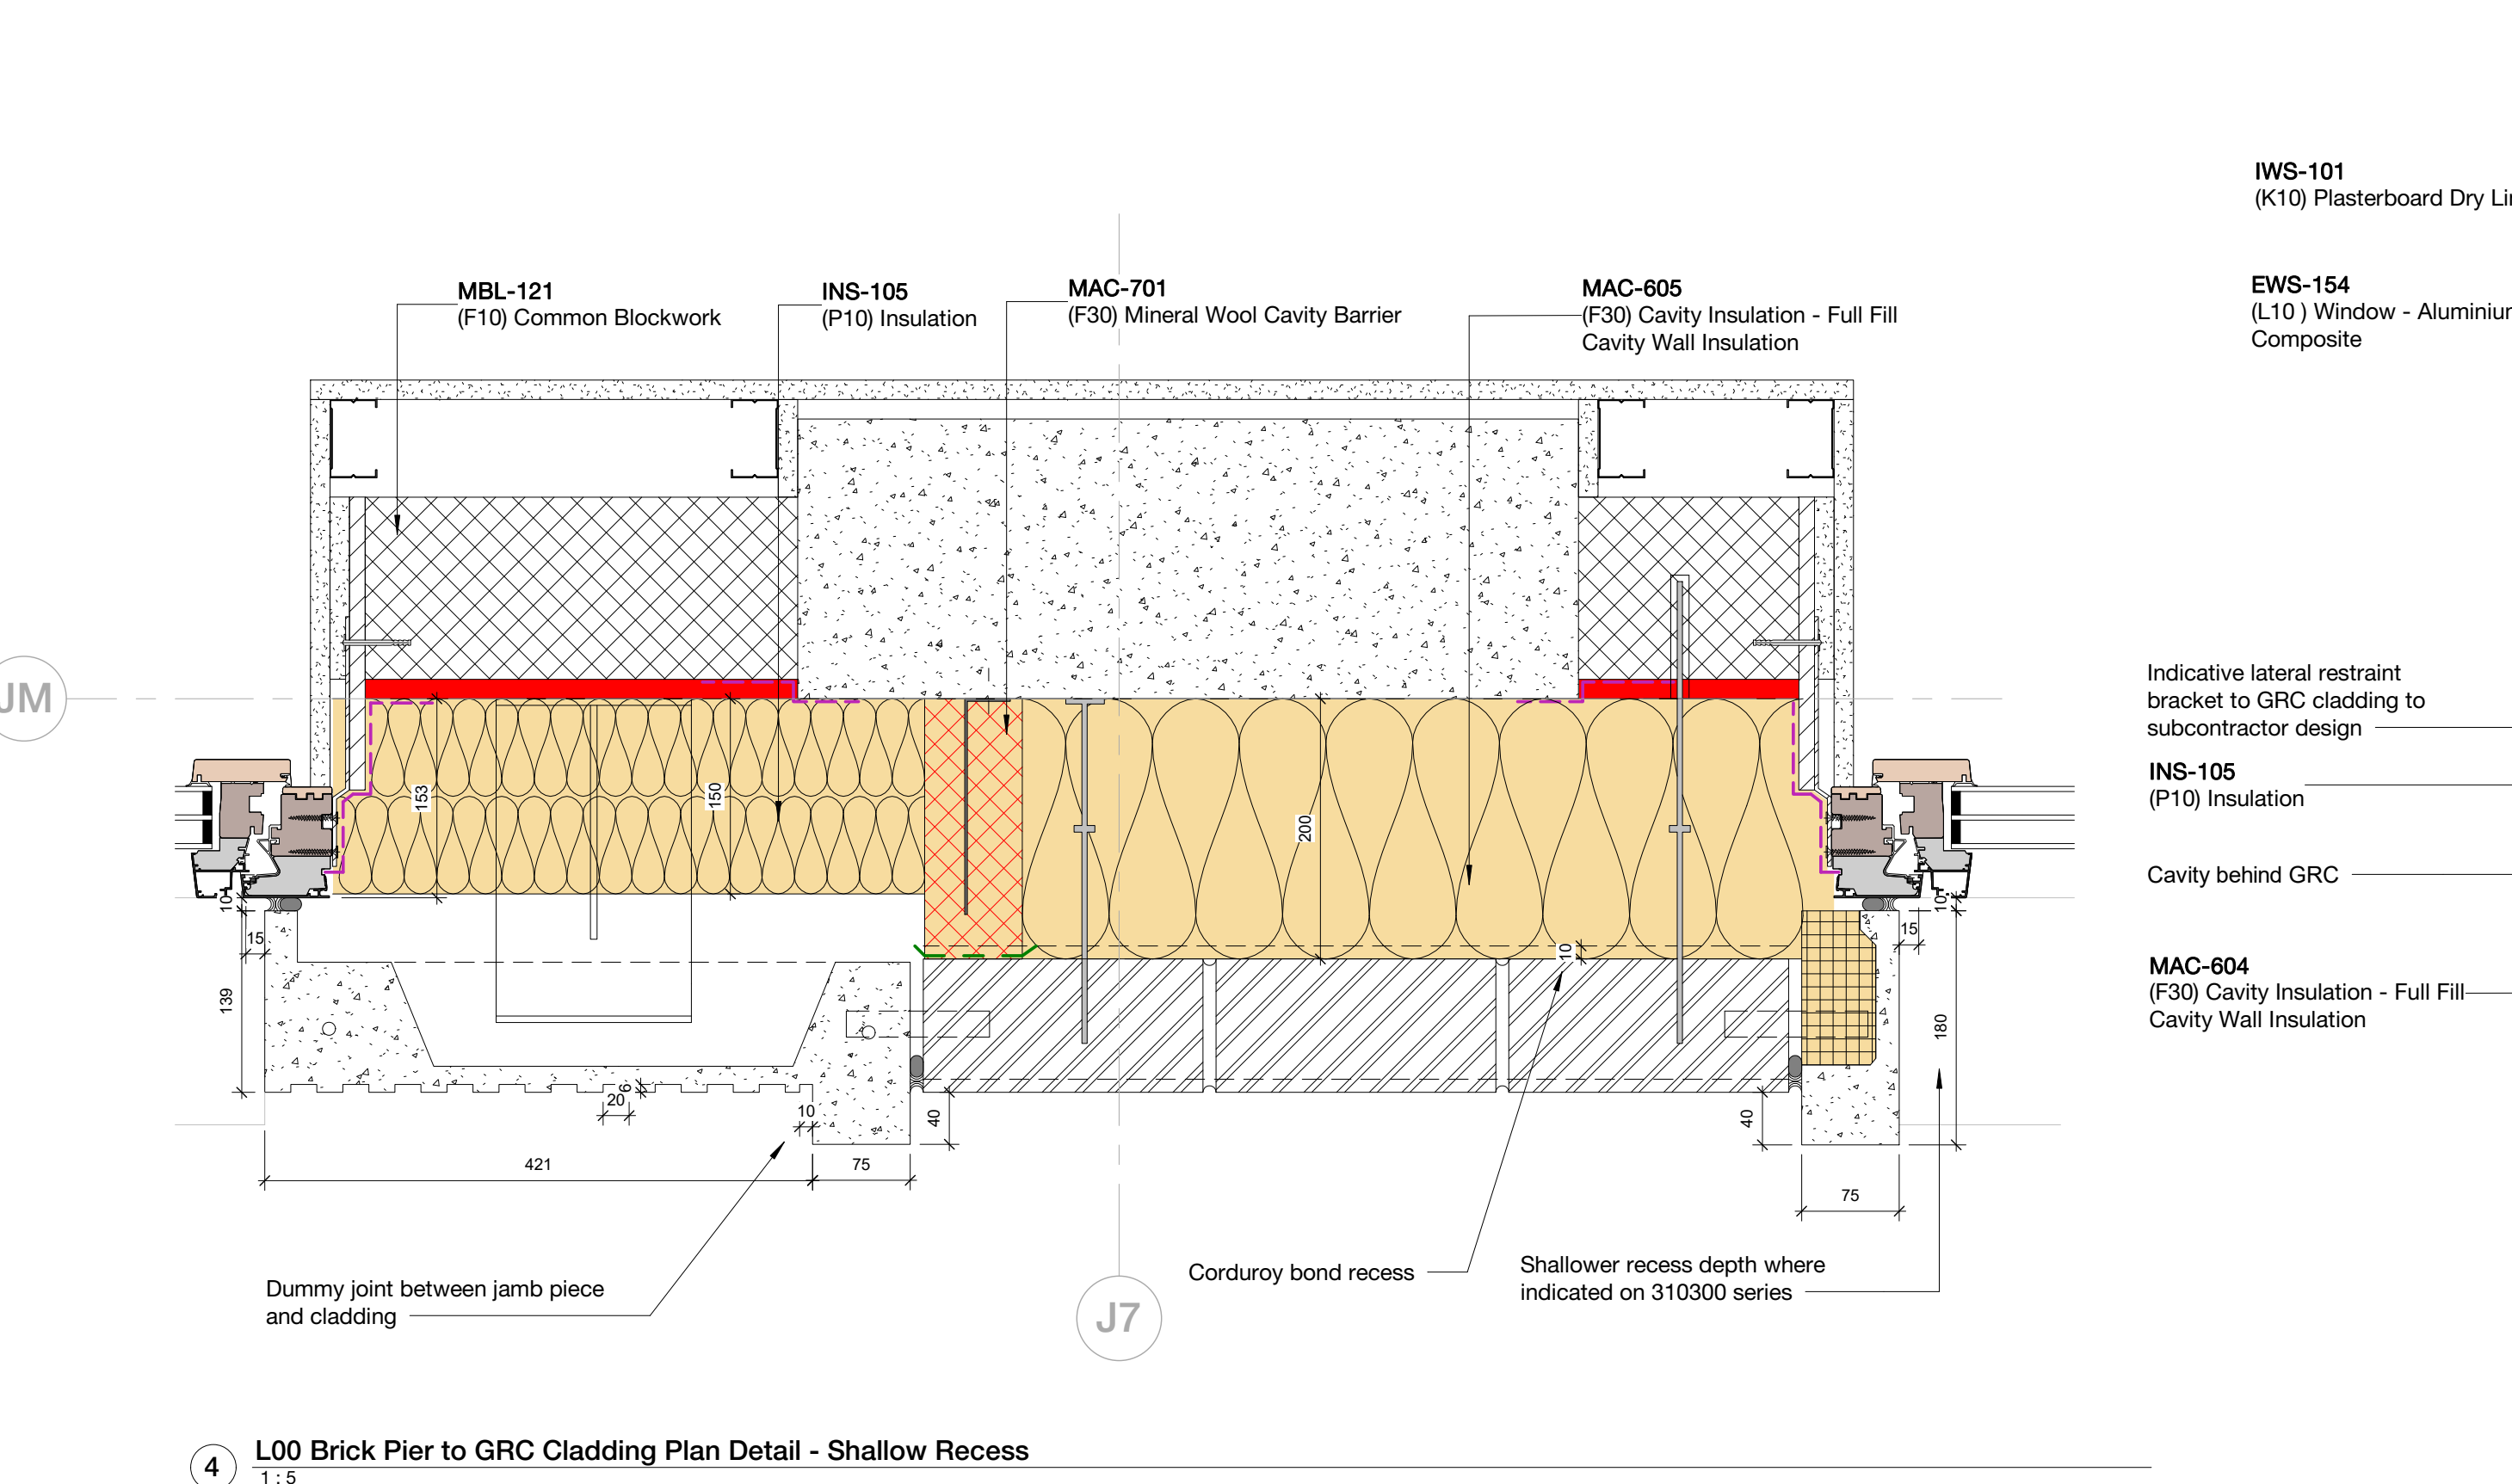 IWS-101
(K10) Plasterboard Dry Lin
EWS-154
(L10 ) Window - Aluminium
Composite
MBL-121
(F10) Common Blockwork
INS-105
(P10) Insulation
MAC-701
(F30) Mineral Wool Cavity Barrier
MAC-605
(F30) Cavity Insulation - Full Fill
Cavity Wall Insulation
JM
Indicative lateral restraint
bracket to GRC cladding to
subcontractor design
INS-105
(P10) Insulation
Cavity behind GRC
MAC-604
(F30) Cavity Insulation - Full Fill
Cavity Wall Insulation
153
150
200
10
10
15
15
10
139
180
20
6
10
40
40
421
75
75
Dummy joint between jamb piece
and cladding
Corduroy bond recess
Shallower recess depth where
indicated on 310300 series
J7
4
L00 Brick Pier to GRC Cladding Plan Detail - Shallow Recess
1 : 5